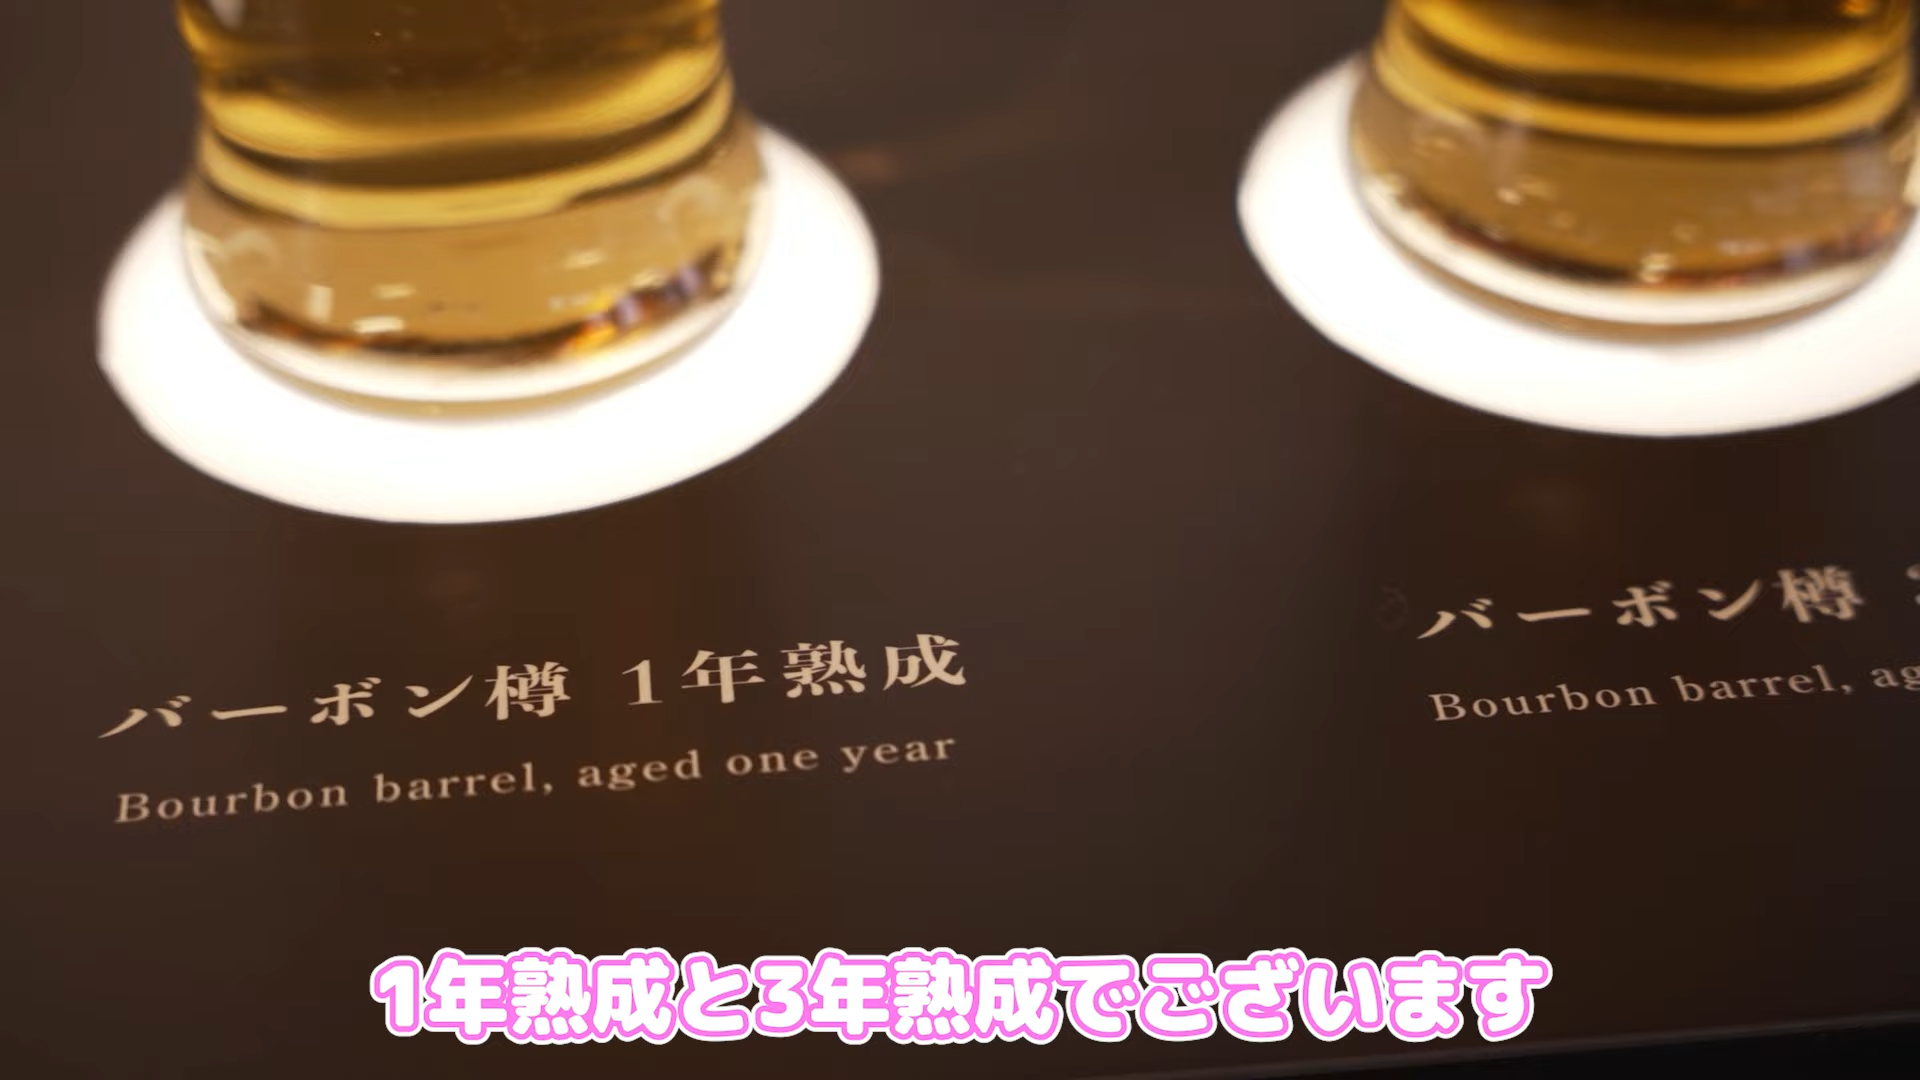 バーボン樽 1年熟成
Bourbon barrel, aged one year
バーボン樽
Bourbon barrel,
1年熟成と3年熟成でございます